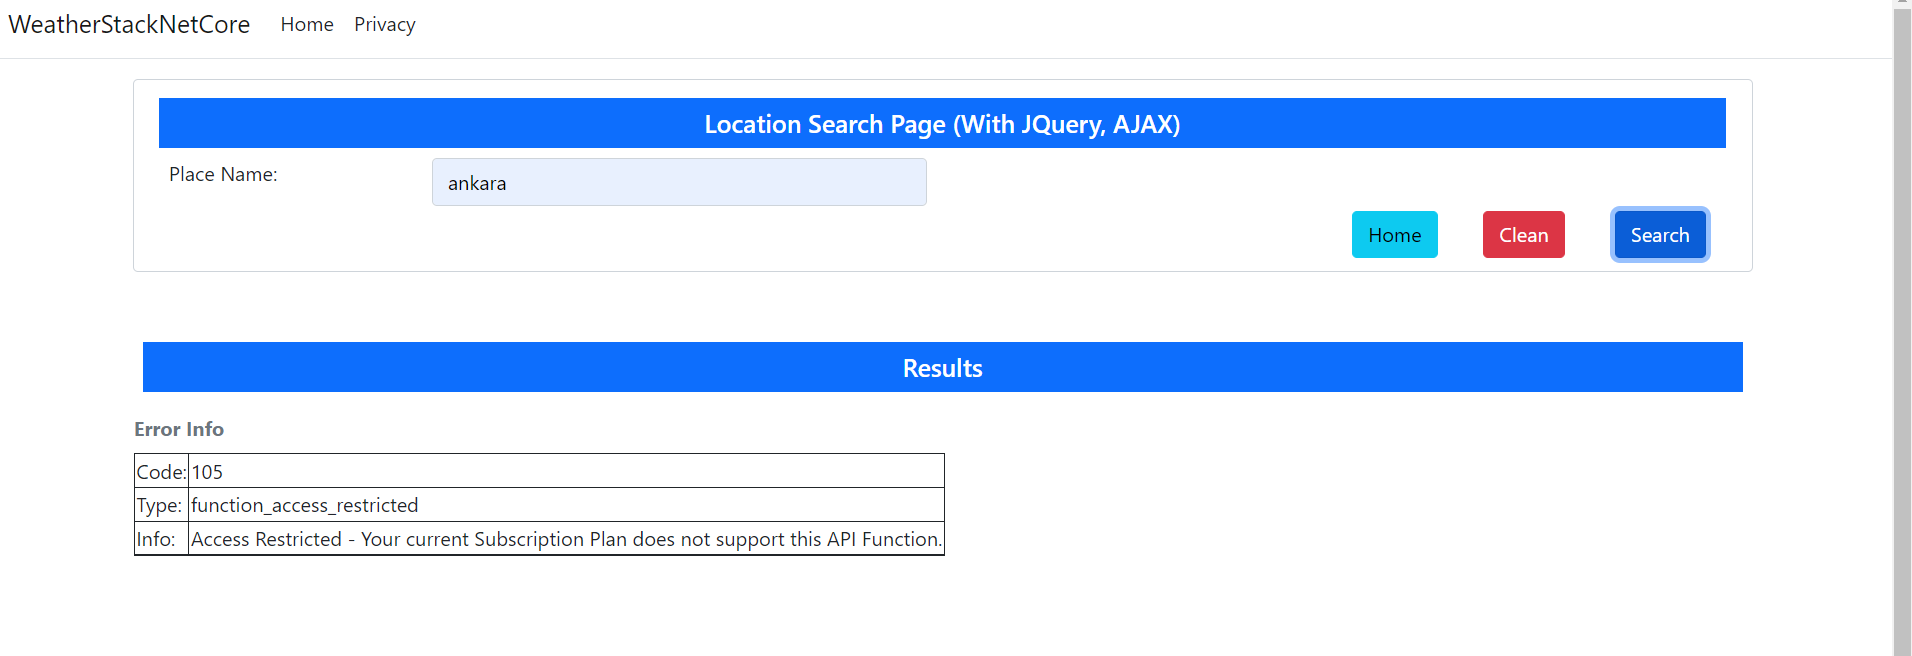 WeatherStackNetCore Home Privacy
Location Search Page (With JQuery, AJAX)
Place Name: ankara
Home Clean Search
Results
Error Info
Code: 105
Type: function_access_restricted
Info: Access Restricted - Your current Subscription Plan does not support this API Function.